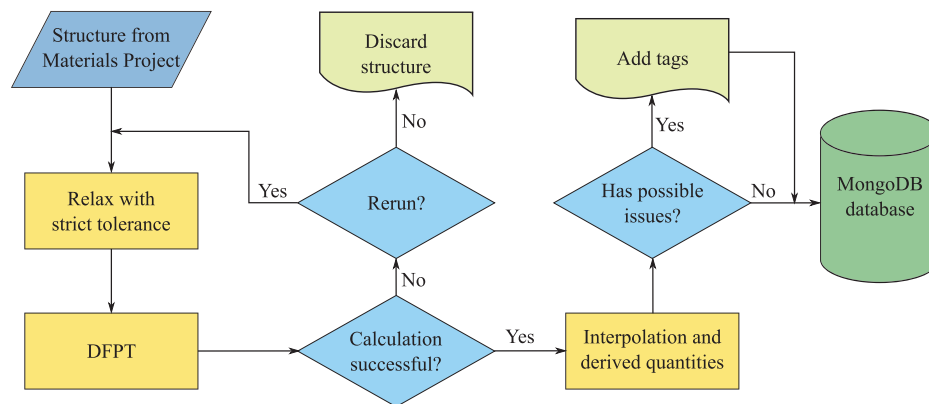 Structure from
Materials Project
Discard
structure
Add tags
No
Yes
Yes
Relax with
strict tolerance
Rerun?
Has possible
issues?
No
MongoDB
database
No
DFPT
Calculation
successful?
Yes
Interpolation and
derived quantities